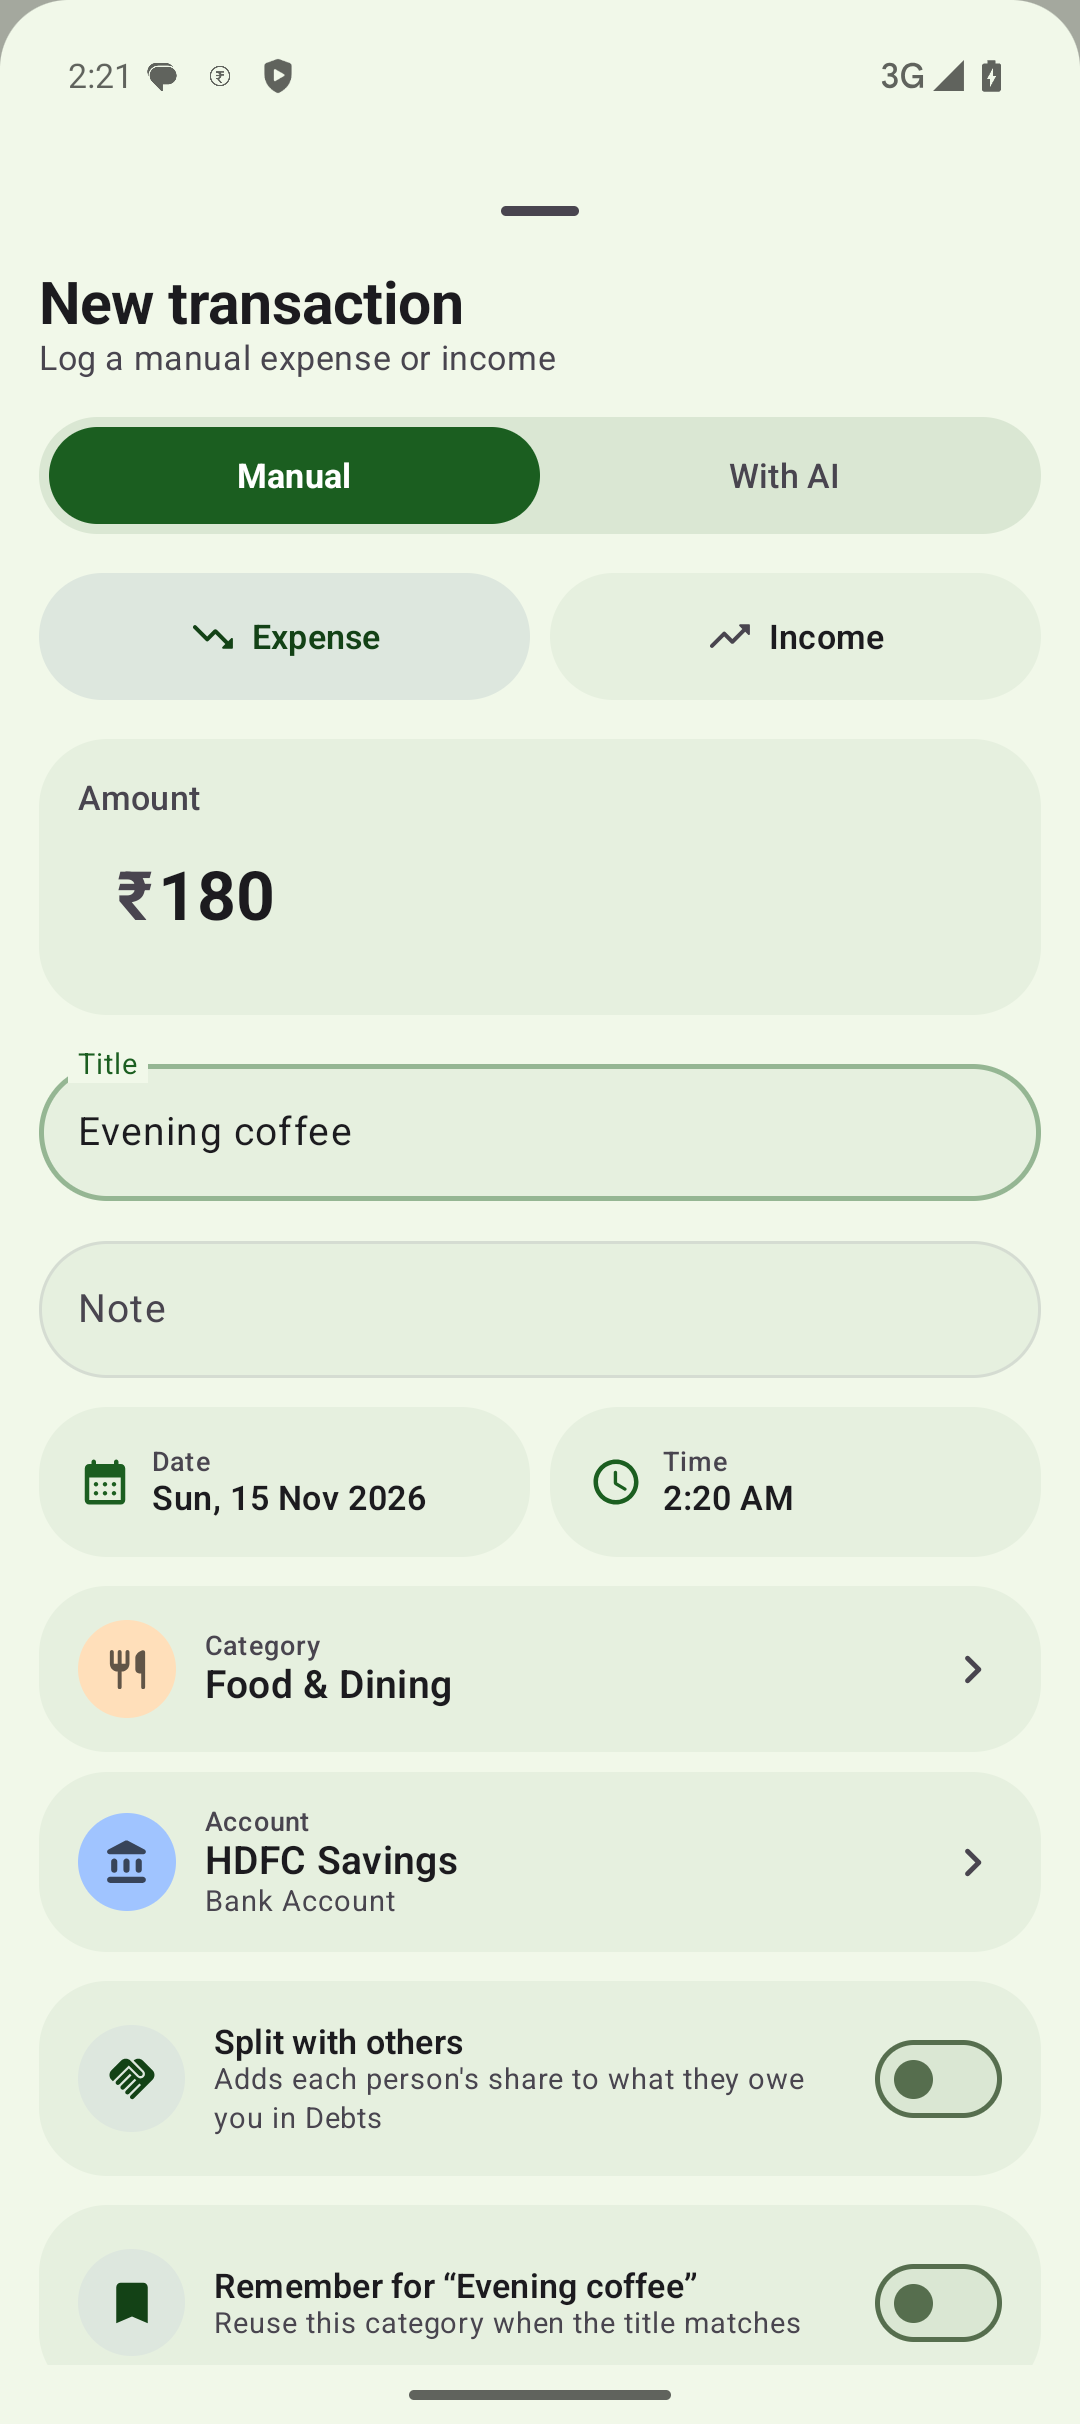 2:21
3G
New transaction
Log a manual expense or income
Manual
With AI
Expense
Income
Amount
₹180
Title
Evening coffee
Note
Date
Sun, 15 Nov 2026
Time
2:20 AM
Category
Food & Dining
Account
HDFC Savings
Bank Account
Split with others
Adds each person's share to what they owe
you in Debts
Remember for “Evening coffee”
Reuse this category when the title matches